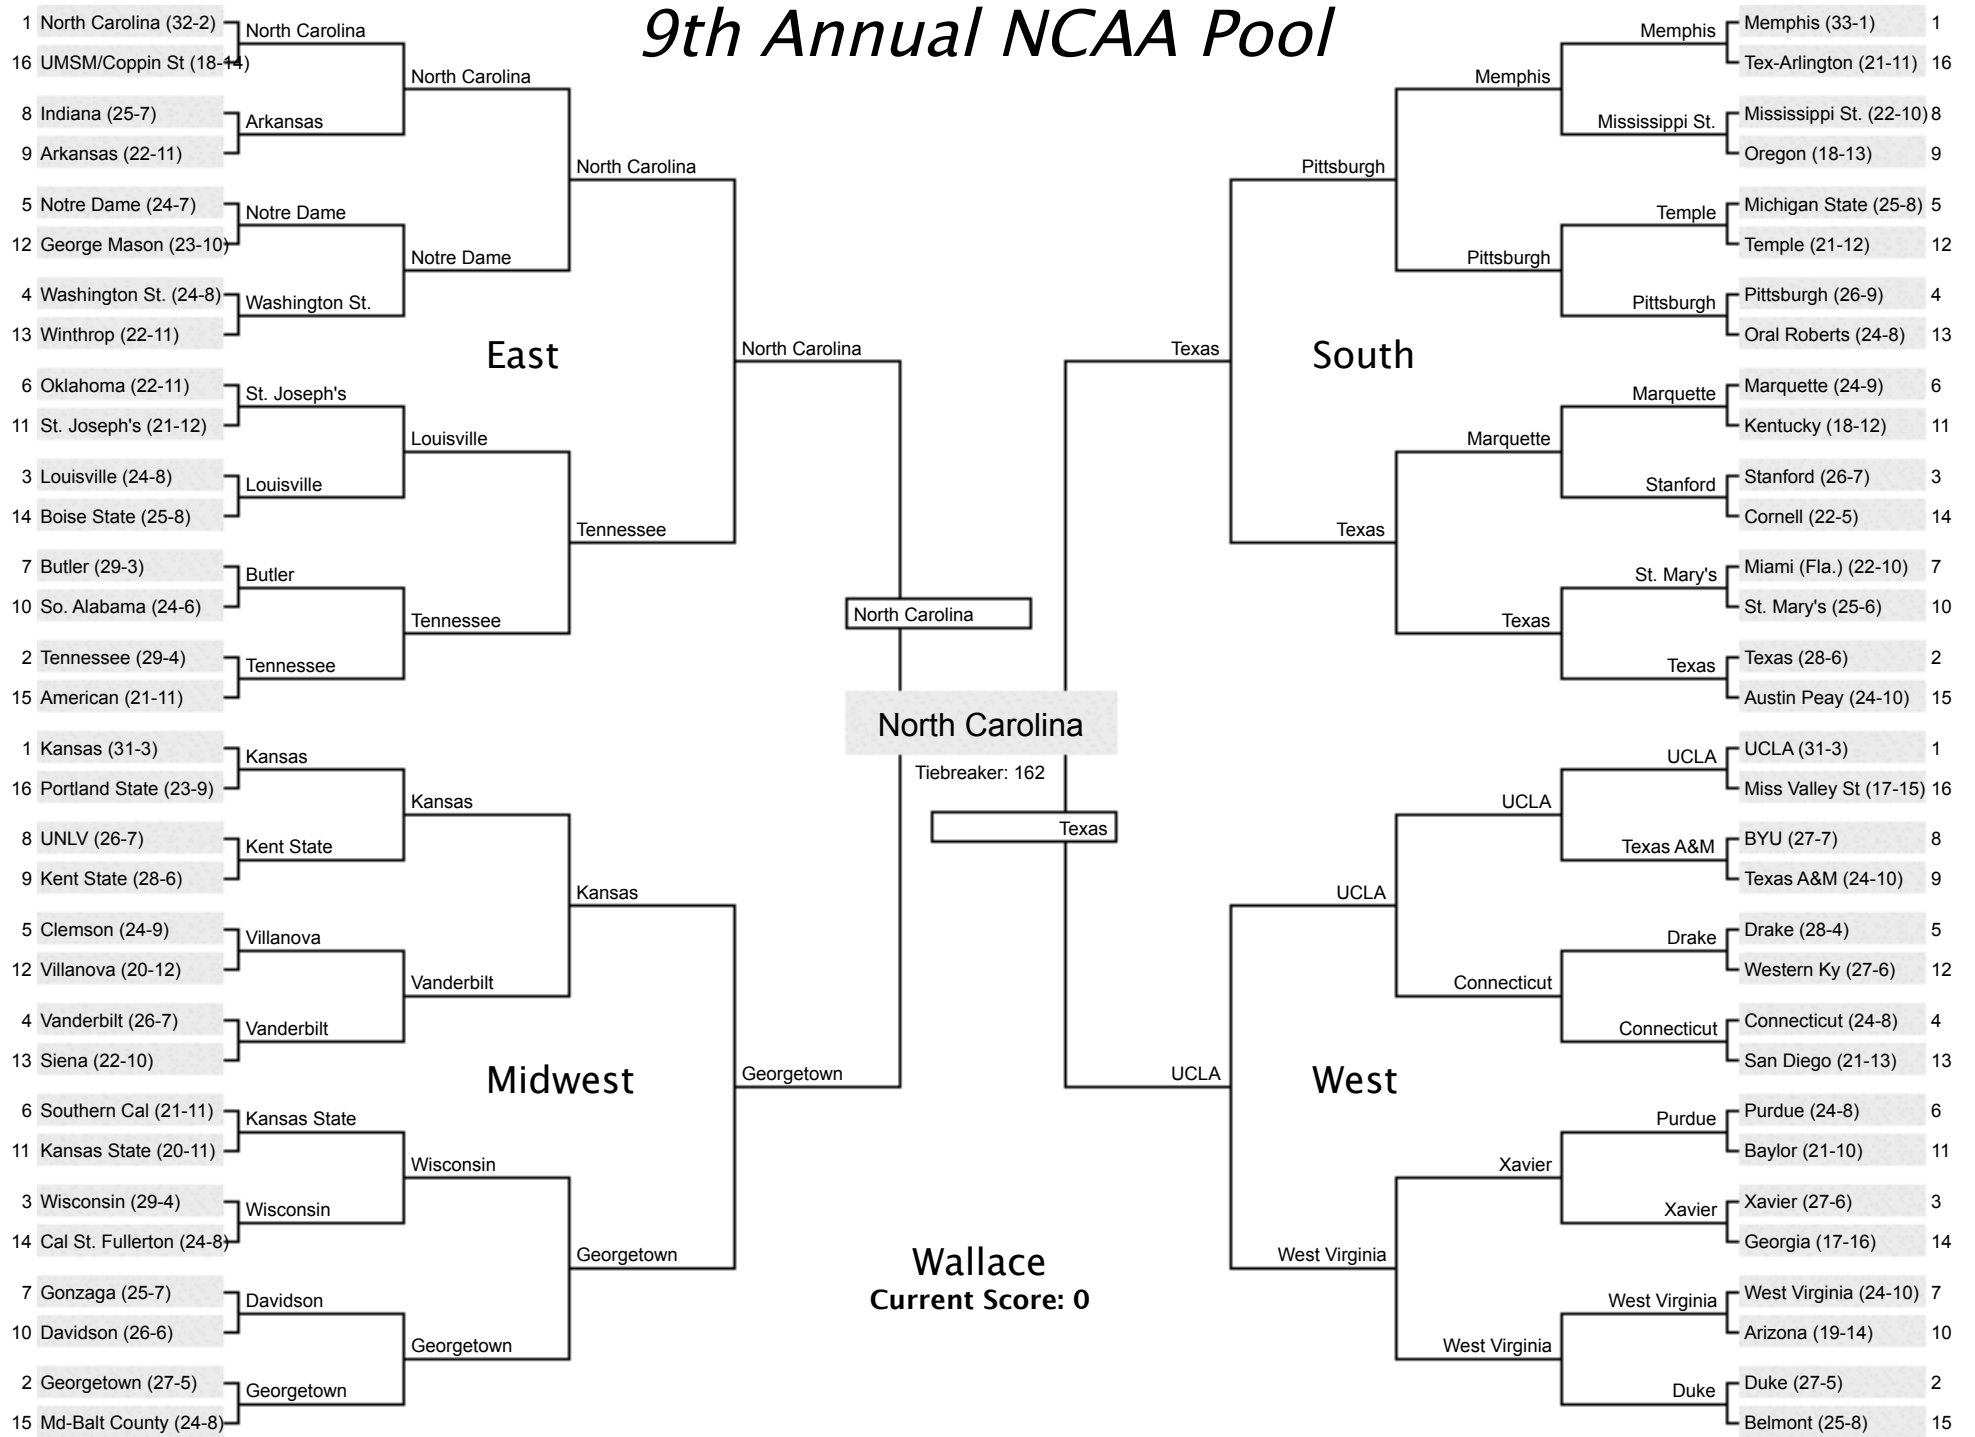 9th Annual NCAA Pool
1 North Carolina (32-2)
16 UMSM/Coppin St (18-14)
8 Indiana (25-7)
9 Arkansas (22-11)
5 Notre Dame (24-7)
12 George Mason (23-10)
4 Washington St. (24-8)
13 Winthrop (22-11)
6 Oklahoma (22-11)
11 St. Joseph's (21-12)
3 Louisville (24-8)
14 Boise State (25-8)
7 Butler (29-3)
10 So. Alabama (24-6)
2 Tennessee (29-4)
15 American (21-11)
North Carolina
Arkansas
Notre Dame
Washington St.
St. Joseph's
Louisville
Butler
Tennessee
North Carolina
Notre Dame
Louisville
Tennessee
North Carolina
Tennessee
North Carolina
East
1 Kansas (31-3)
16 Portland State (23-9)
8 UNLV (26-7)
9 Kent State (28-6)
5 Clemson (24-9)
12 Villanova (20-12)
4 Vanderbilt (26-7)
13 Siena (22-10)
6 Southern Cal (21-11)
11 Kansas State (20-11)
3 Wisconsin (29-4)
14 Cal St. Fullerton (24-8)
7 Gonzaga (25-7)
10 Davidson (26-6)
2 Georgetown (27-5)
15 Md-Balt County (24-8)
Kansas
Kent State
Villanova
Vanderbilt
Kansas State
Wisconsin
Davidson
Georgetown
Kansas
Vanderbilt
Wisconsin
Georgetown
Kansas
Georgetown
Georgetown
Midwest
North Carolina
North Carolina
Tiebreaker: 162
Texas
Wallace
Current Score: 0
Memphis (33-1) 1
Tex-Arlington (21-11) 16
Mississippi St. (22-10) 8
Oregon (18-13) 9
Michigan State (25-8) 5
Temple (21-12) 12
Pittsburgh (26-9) 4
Oral Roberts (24-8) 13
Marquette (24-9) 6
Kentucky (18-12) 11
Stanford (26-7) 3
Cornell (22-5) 14
Miami (Fla.) (22-10) 7
St. Mary's (25-6) 10
Texas (28-6) 2
Austin Peay (24-10) 15
Memphis
Mississippi St.
Temple
Pittsburgh
Marquette
Stanford
St. Mary's
Texas
Memphis
Pittsburgh
Marquette
Texas
Pittsburgh
Texas
Texas
South
UCLA (31-3) 1
Miss Valley St (17-15) 16
BYU (27-7) 8
Texas A&M (24-10) 9
Drake (28-4) 5
Western Ky (27-6) 12
Connecticut (24-8) 4
San Diego (21-13) 13
Purdue (24-8) 6
Baylor (21-10) 11
Xavier (27-6) 3
Georgia (17-16) 14
West Virginia (24-10) 7
Arizona (19-14) 10
Duke (27-5) 2
Belmont (25-8) 15
UCLA
Texas A&M
Drake
Connecticut
Purdue
Xavier
West Virginia
Duke
UCLA
Connecticut
Xavier
West Virginia
UCLA
West Virginia
UCLA
West